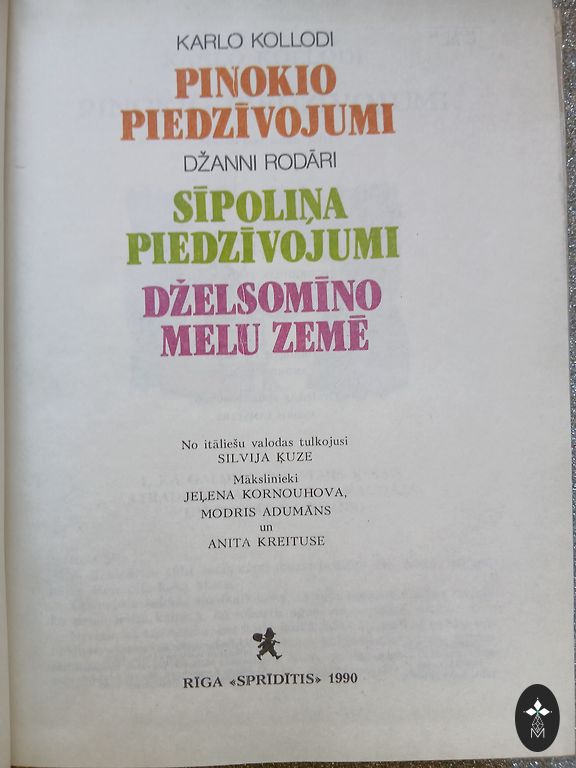 KARLO KOLLODI
PINOKIO
PIEDZĪVOJUMI
DŽANNI RODĀRI
SĪPOLIŅA
PIEDZĪVOJUMI
DŽELSOMĪNO
MELU ZEMĒ
No itāliešu valodas tulkojusi
SILVIJA ĶUZE
Mākslinieki
JEĻENA KORNOUHOVA,
MODRIS ADUMĀNS
un
ANITA KREITUSE
RĪGA «SPRĪDĪTIS» 1990
M